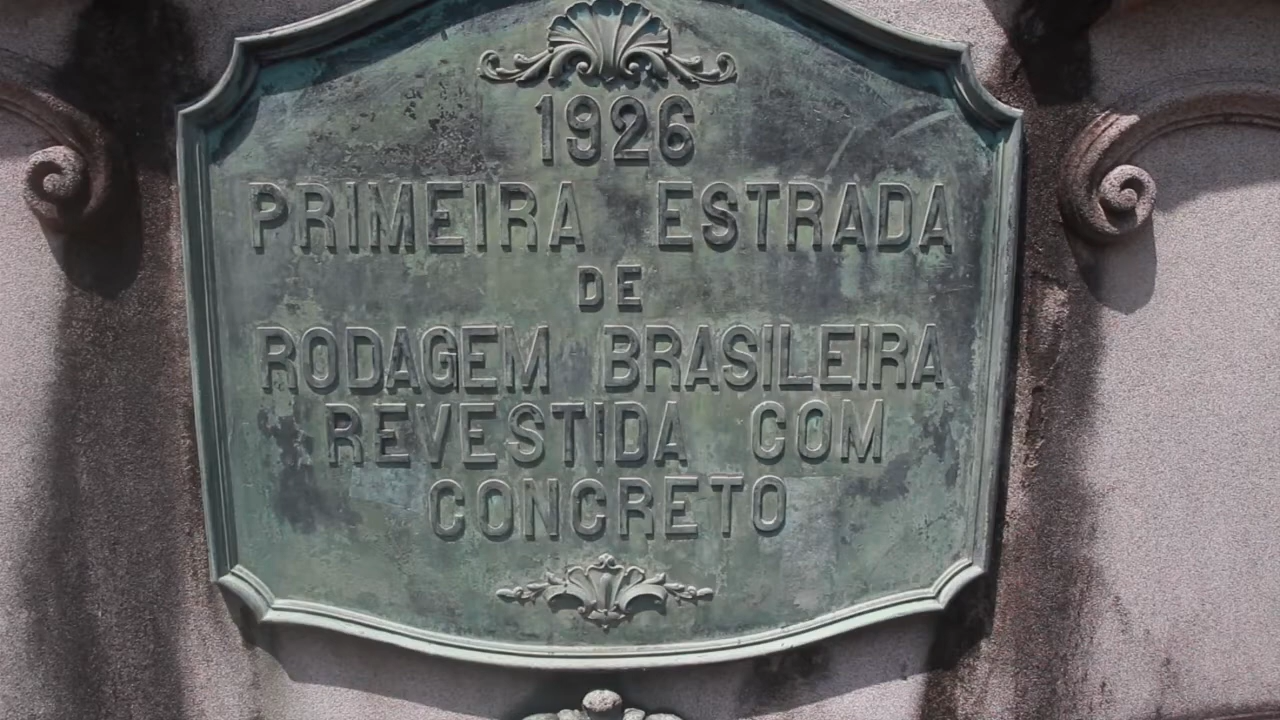 1926
PRIMEIRA ESTRADA
DE
RODAGEM BRASILEIRA
REVESTIDA COM
CONCRETO